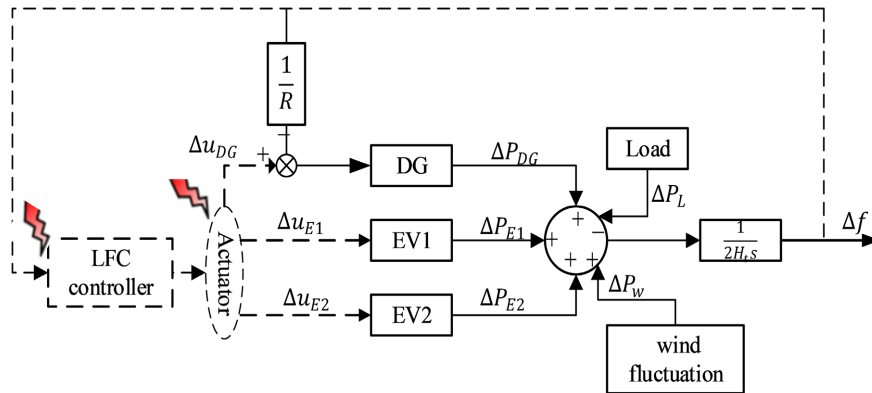 1
R
−
Δu_DG
+
DG
ΔP_DG
Load
ΔP_L
+
−
Δu_E1
EV1
ΔP_E1
+
1
2H_t s
Δf
LFC
controller
Actuator
+
+
Δu_E2
EV2
ΔP_E2
ΔP_w
wind
fluctuation